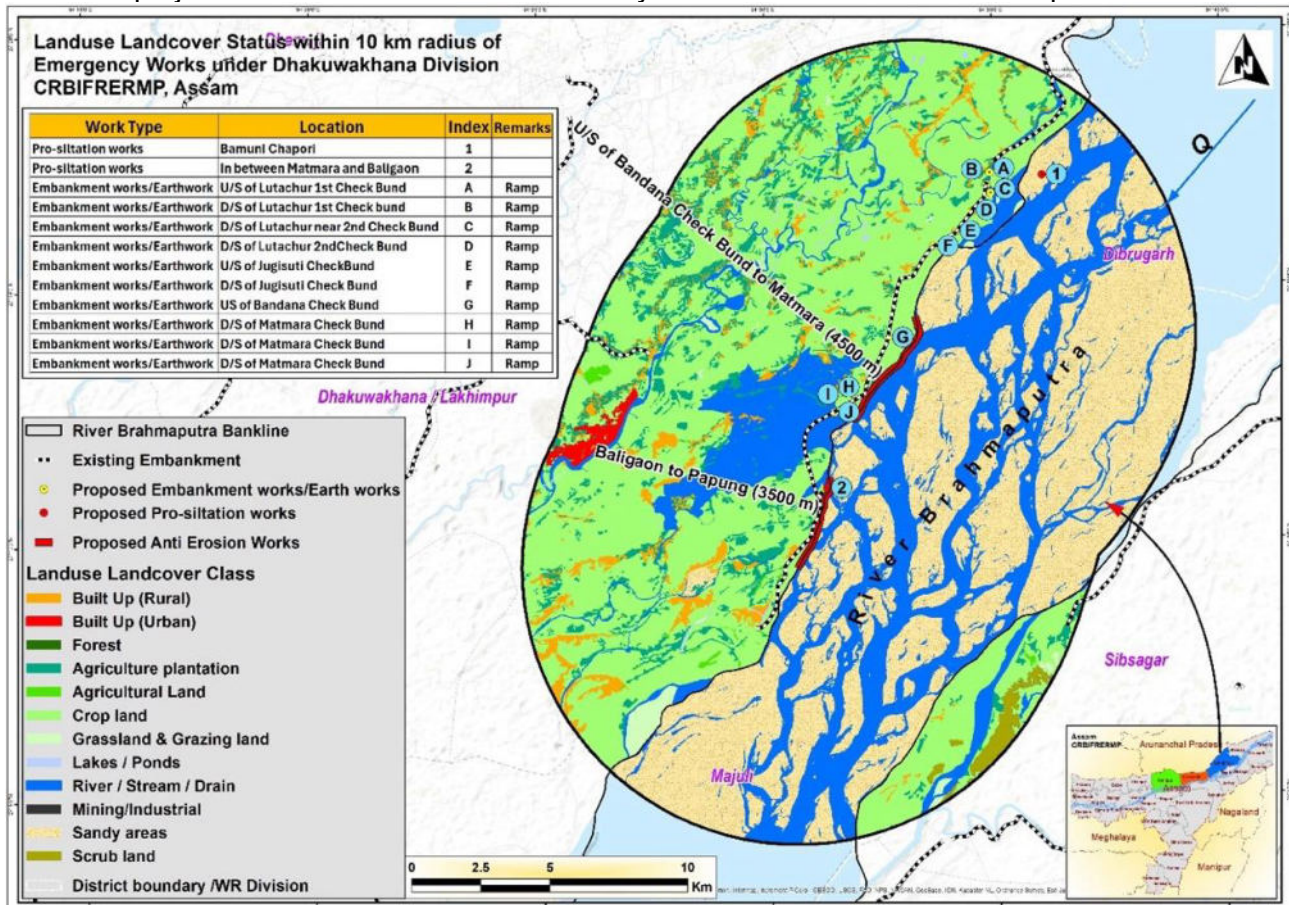 Landuse Landcover Status within 10 km radius of
Emergency Works under Dhakuwakhana Division
CRBIFRERMP, Assam
Work Type Location Index Remarks
Pro-siltation works Bamuni Chapori 1
Pro-siltation works In between Matmara and Baligaon 2
Embankment works/Earthwork U/S of Lutachur 1st Check Bund A Ramp
Embankment works/Earthwork D/S of Lutachur 1st Check bund B Ramp
Embankment works/Earthwork D/S of Lutachur near 2nd Check Bund C Ramp
Embankment works/Earthwork D/S of Lutachur 2ndCheck Bund D Ramp
Embankment works/Earthwork U/S of Jugisuti CheckBund E Ramp
Embankment works/Earthwork D/S of Jugisuti Check Bund F Ramp
Embankment works/Earthwork US of Bandana Check Bund G Ramp
Embankment works/Earthwork D/S of Matmara Check Bund H Ramp
Embankment works/Earthwork D/S of Matmara Check Bund I Ramp
Embankment works/Earthwork D/S of Matmara Check Bund J Ramp
N
Q
U/S of Bandana Check Bund to Matmara (4500 m)
B A
C
D
E
F
1
Dibrugarh
G
H
I
J
Dhakuwakhana / Lakhimpur
Baligaon to Papung (3500 m)
2
River Brahmaputra
Sibsagar
Majuli
River Brahmaputra Bankline
Existing Embankment
Proposed Embankment works/Earth works
Proposed Pro-siltation works
Proposed Anti Erosion Works
Landuse Landcover Class
Built Up (Rural)
Built Up (Urban)
Forest
Agriculture plantation
Agricultural Land
Crop land
Grassland & Grazing land
Lakes / Ponds
River / Stream / Drain
Mining/Industrial
Sandy areas
Scrub land
District boundary /WR Division
0 2.5 5 10
Km
Assam
CRBIFRERMP
Arunanchal Pradesh
Assam
Nagaland
Meghalaya
Manipur